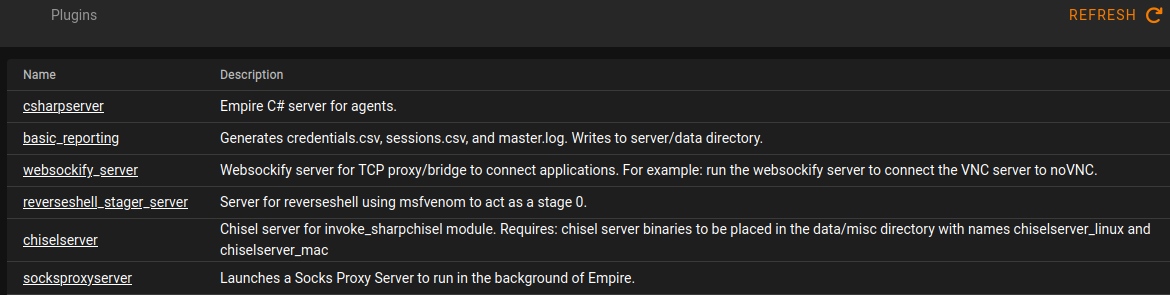 Plugins REFRESH
Name Description
csharpserver Empire C# server for agents.
basic_reporting Generates credentials.csv, sessions.csv, and master.log. Writes to server/data directory.
websockify_server Websockify server for TCP proxy/bridge to connect applications. For example: run the websockify server to connect the VNC server to noVNC.
reverseshell_stager_server Server for reverseshell using msfvenom to act as a stage 0.
chiselserver Chisel server for invoke_sharpchisel module. Requires: chisel server binaries to be placed in the data/misc directory with names chiselserver_linux and
chiselserver_mac
socksproxyserver Launches a Socks Proxy Server to run in the background of Empire.